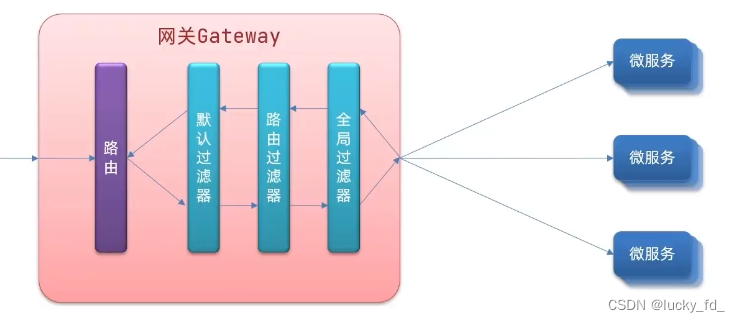 网关Gateway
路由
默认过滤器
路由过滤器
全局过滤器
微服务
微服务
微服务
CSDN @lucky_fd_